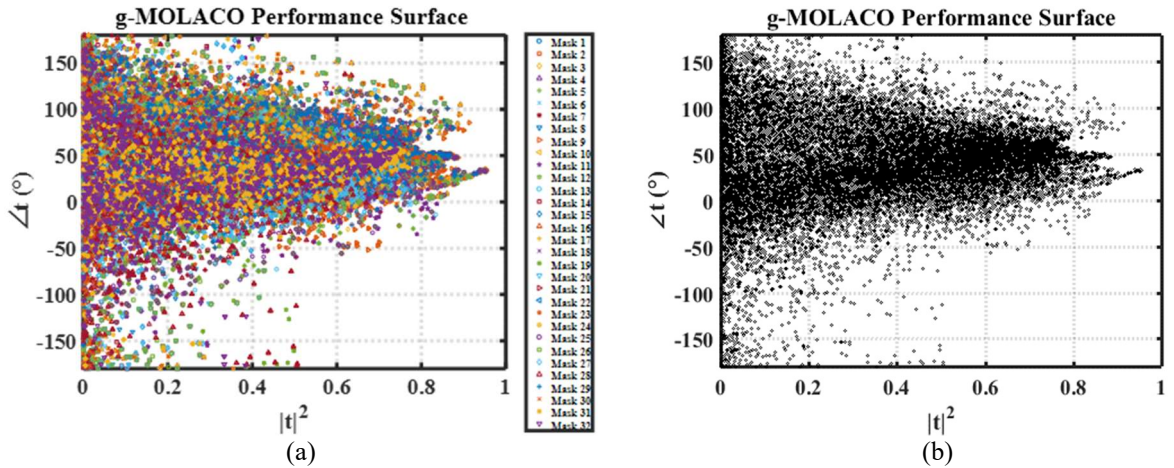 g-MOLACO Performance Surface
∠t (°)
150
100
50
0
-50
-100
-150
0
0.2
0.4
0.6
0.8
1
|t|²
(a)
Mask 1
Mask 2
Mask 3
Mask 4
Mask 5
Mask 6
Mask 7
Mask 8
Mask 9
Mask 10
Mask 11
Mask 12
Mask 13
Mask 14
Mask 15
Mask 16
Mask 17
Mask 18
Mask 19
Mask 20
Mask 21
Mask 22
Mask 23
Mask 24
Mask 25
Mask 26
Mask 27
Mask 28
Mask 29
Mask 30
Mask 31
Mask 32
g-MOLACO Performance Surface
∠t (°)
150
100
50
0
-50
-100
-150
0
0.2
0.4
0.6
0.8
1
|t|²
(b)